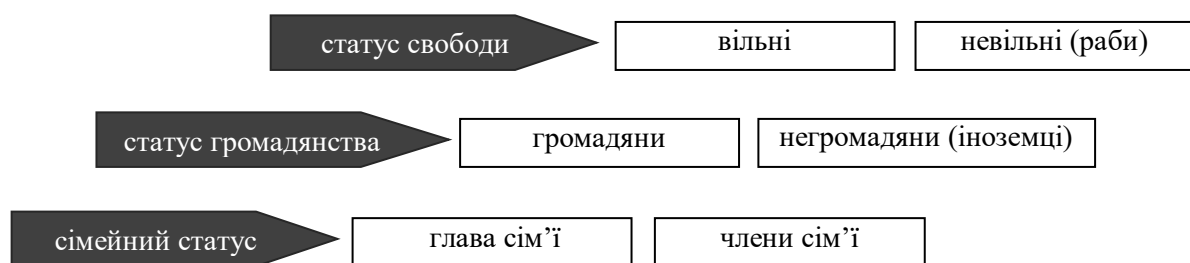 статус свободи вільні невільні (раби)
статус громадянства громадяни негромадяни (іноземці)
сімейний статус глава сім’ї члени сім’ї